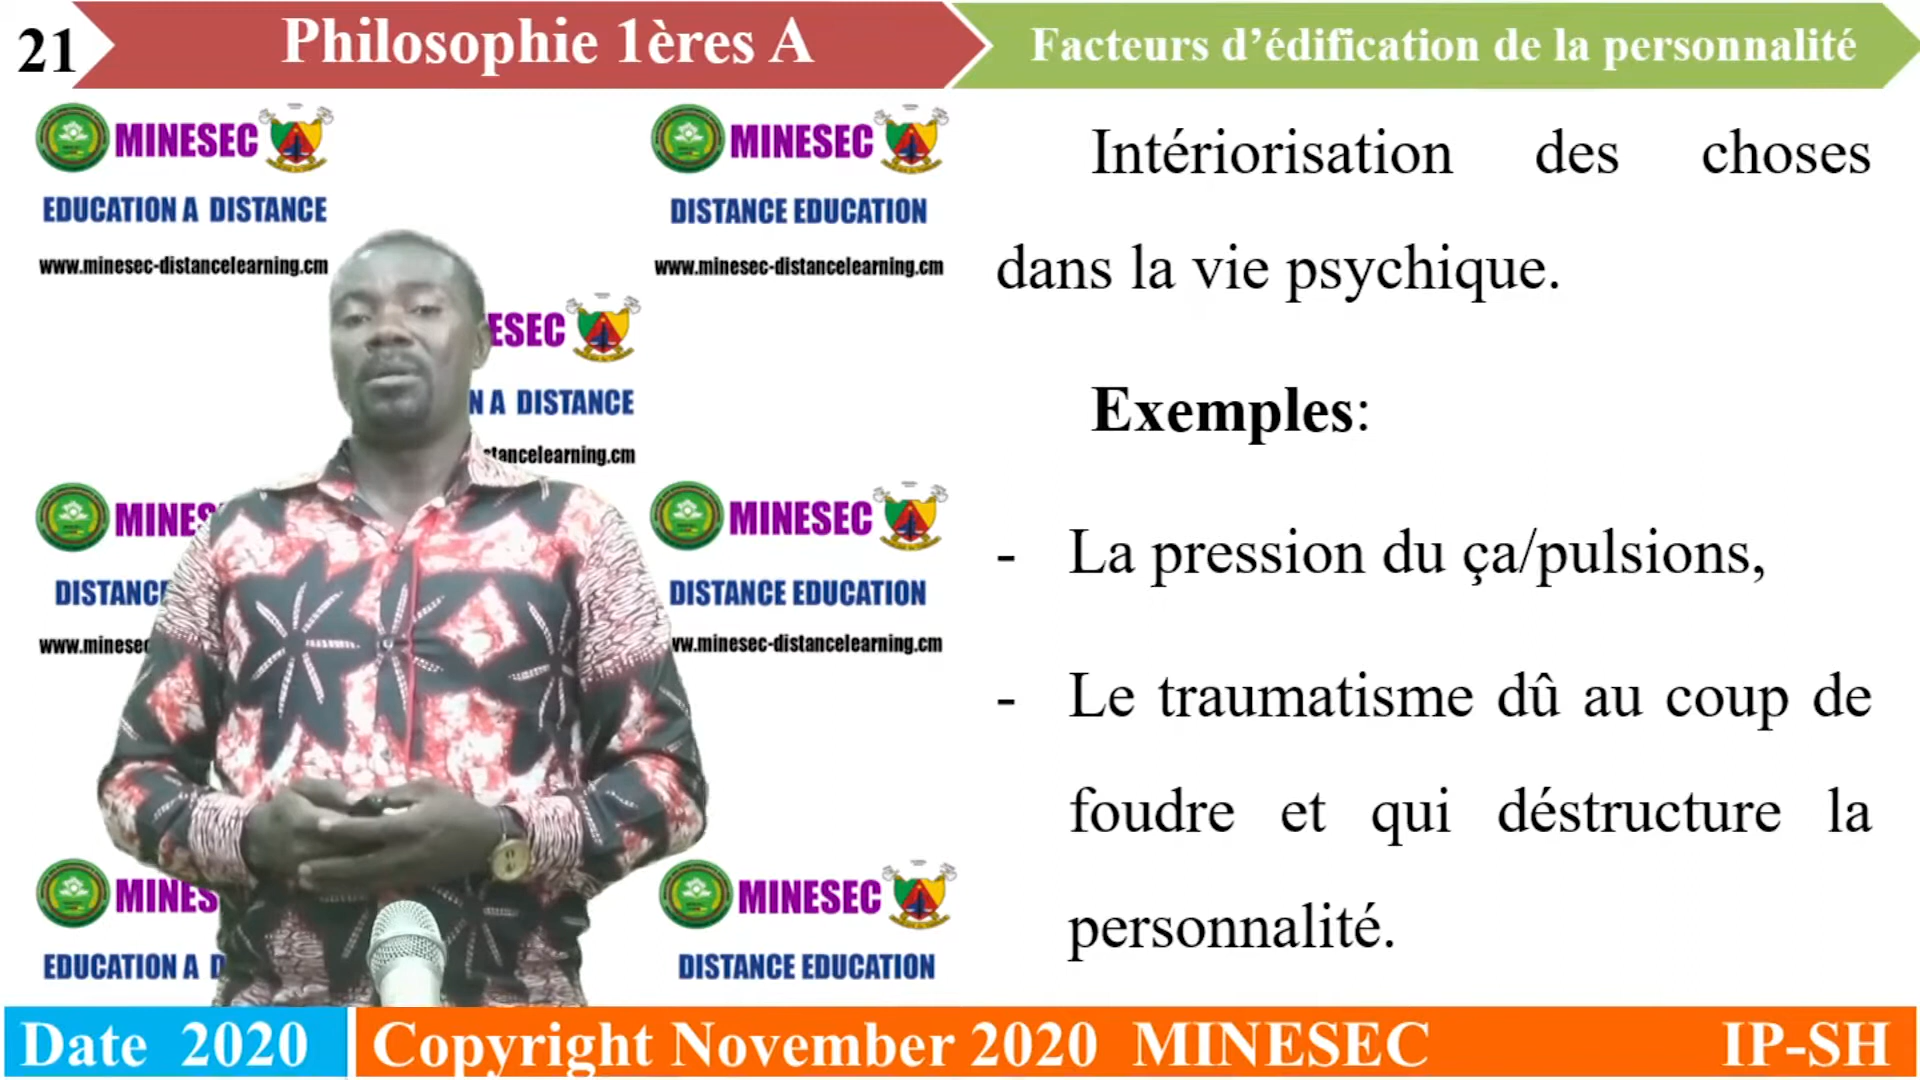 21
Philosophie 1ères A
Facteurs d’édification de la personnalité
MINESEC
EDUCATION A DISTANCE
www.minesec-distancelearning.cm
MINESEC
DISTANCE EDUCATION
www.minesec-distancelearning.cm
ESEC
N A DISTANCE
stancelearning.cm
MINES
DISTANC
www.minesec
MINESEC
DISTANCE EDUCATION
ww.minesec-distancelearning.cm
MINES
EDUCATION A D
MINESEC
DISTANCE EDUCATION
Intériorisation des choses
dans la vie psychique.
Exemples:
- La pression du ça/pulsions,
- Le traumatisme dû au coup de
foudre et qui déstructure la
personnalité.
Date 2020
Copyright November 2020 MINESEC
IP-SH